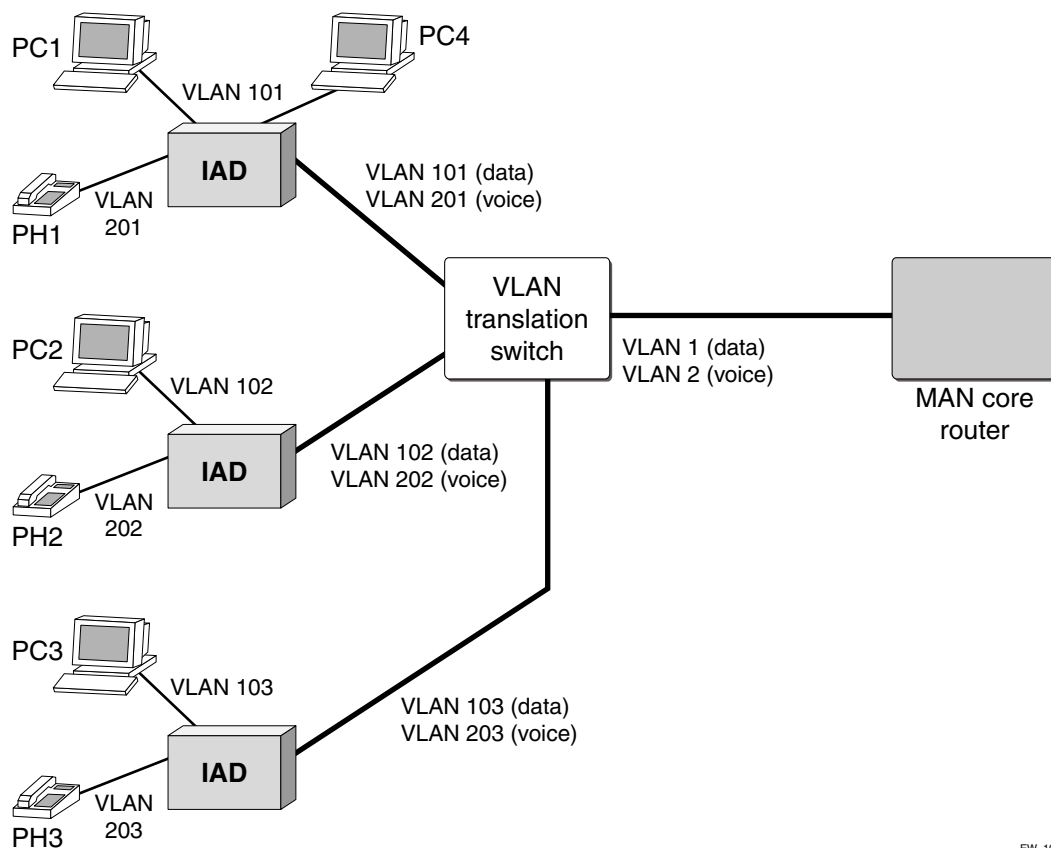 PC1
PC4
VLAN 101
IAD
VLAN 101 (data)
VLAN 201 (voice)
VLAN
201
PH1
VLAN
translation
switch
VLAN 1 (data)
VLAN 2 (voice)
MAN core
router
PC2
VLAN 102
IAD
VLAN 102 (data)
VLAN 202 (voice)
VLAN
202
PH2
PC3
VLAN 103
IAD
VLAN 103 (data)
VLAN 203 (voice)
VLAN
203
PH3